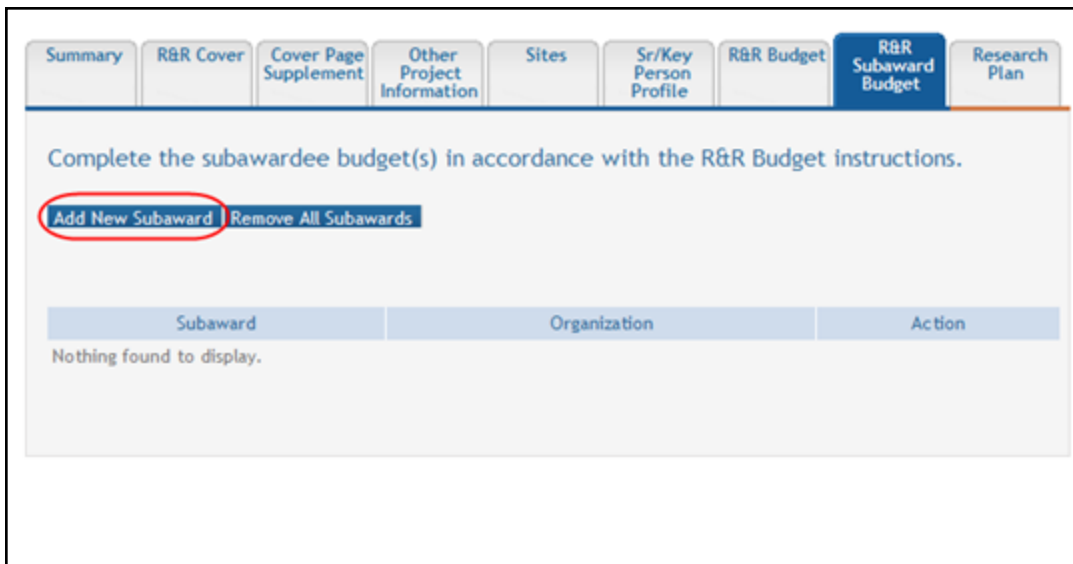 Summary
R&R Cover
Cover Page
Supplement
Other
Project
Information
Sites
Sr/Key
Person
Profile
R&R Budget
R&R
Subaward
Budget
Research
Plan
Complete the subawardee budget(s) in accordance with the R&R Budget instructions.
Add New Subaward Remove All Subawards
Subaward Organization Action
Nothing found to display.